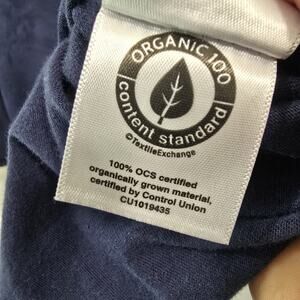 ORGANIC 100
content standard
©TextileExchange
100% OCS certified
organically grown material,
certified by Control Union
CU1019435